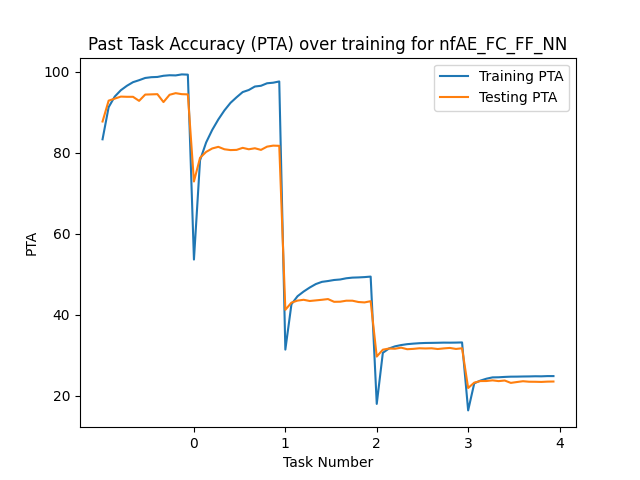 Past Task Accuracy (PTA) over training for nfAE_FC_FF_NN
Training PTA
Testing PTA
PTA
100
80
60
40
20
0 1 2 3 4
Task Number